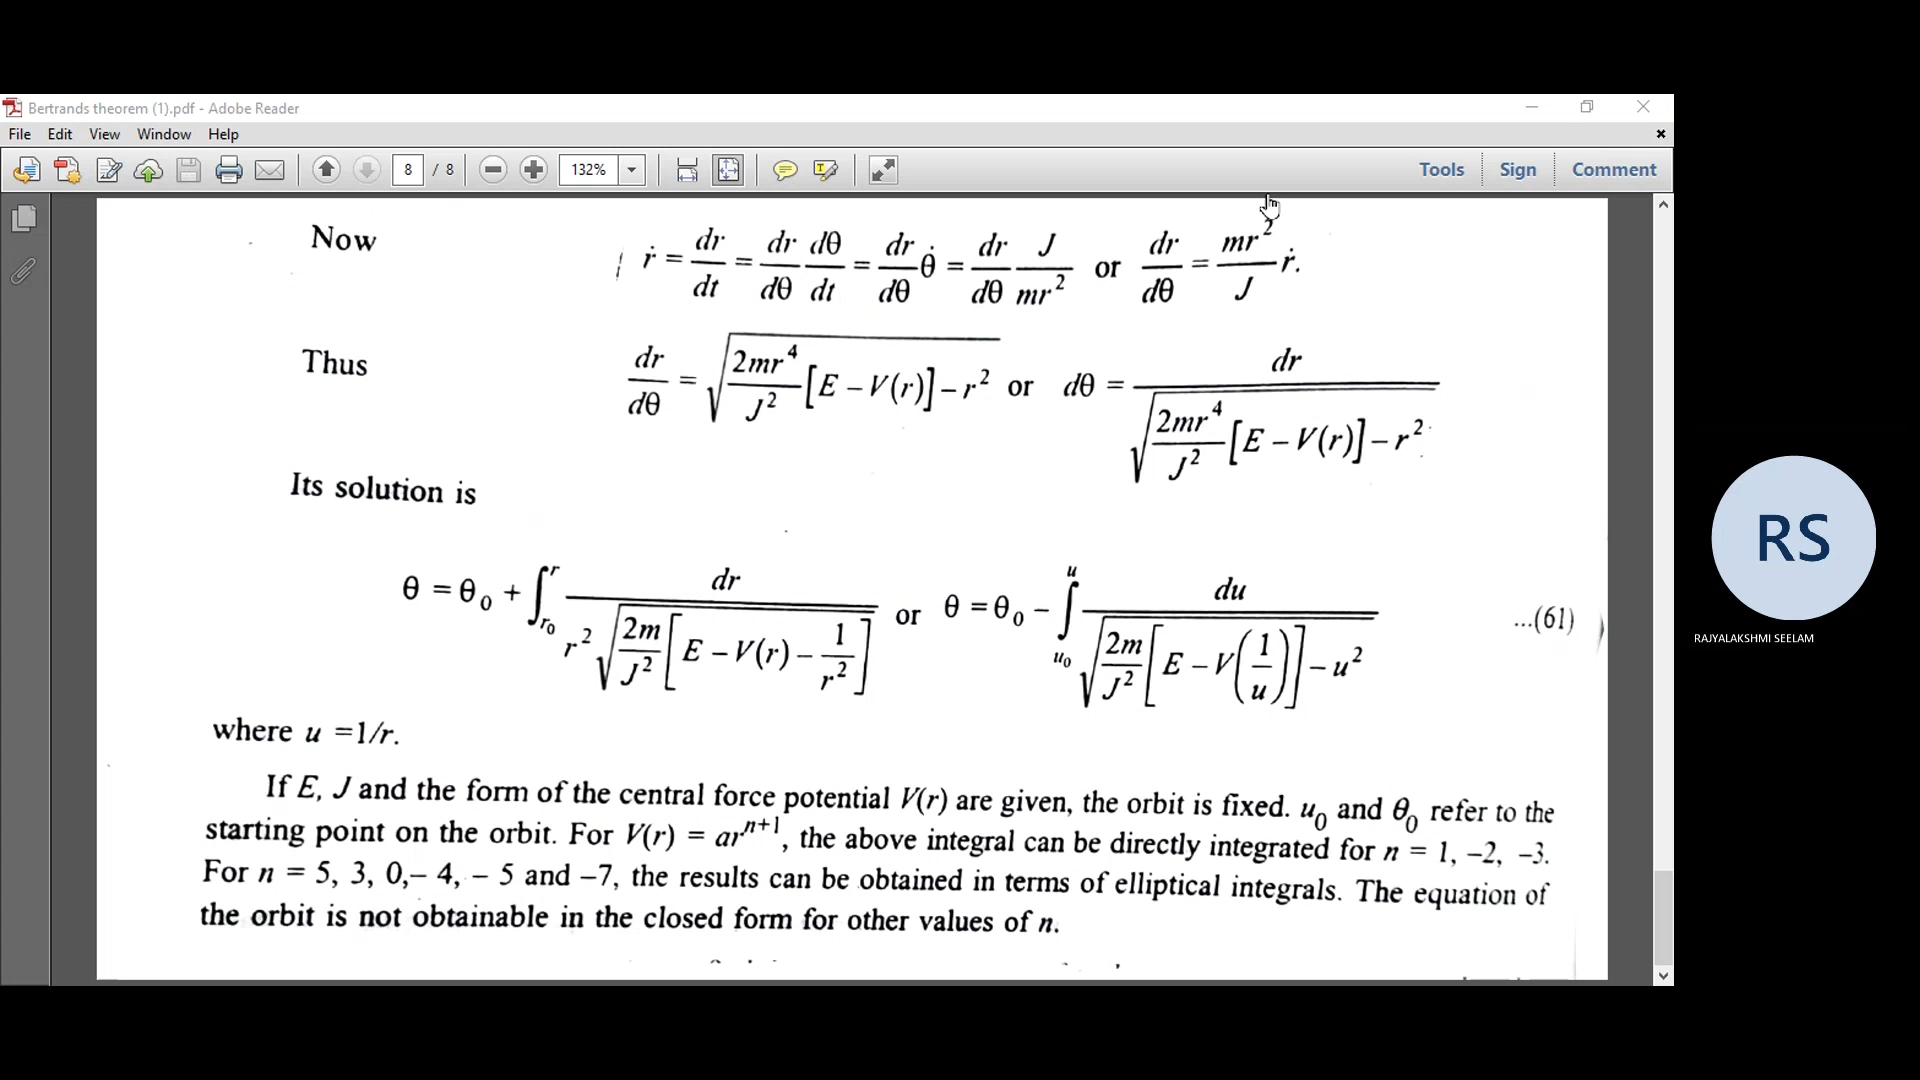 Bertrands theorem (1).pdf - Adobe Reader
File Edit View Window Help
8 / 8 132% Tools Sign Comment
Now ṙ = dr/dt = dr/dθ dθ/dt = dr/dθ θ̇ = dr/dθ J/mr² or dr/dθ = mr²/J ṙ.
Thus dr/dθ = √(2mr⁴/J² [E – V(r)] – r²) or dθ = dr / √(2mr⁴/J² [E – V(r)] – r²)
Its solution is
θ = θ₀ + ∫_{r₀}^{r} dr / (r² √(2m/J² [E – V(r) – 1/r²])) or θ = θ₀ – ∫_{u₀}^{u} du / √(2m/J² [E – V(1/u)] – u²) ...(61)
where u =1/r.
If E, J and the form of the central force potential V(r) are given, the orbit is fixed. u₀ and θ₀ refer to the
starting point on the orbit. For V(r) = arⁿ⁺¹, the above integral can be directly integrated for n = 1, –2, –3.
For n = 5, 3, 0,– 4, – 5 and –7, the results can be obtained in terms of elliptical integrals. The equation of
the orbit is not obtainable in the closed form for other values of n.
RS
RAJYALAKSHMI SEELAM